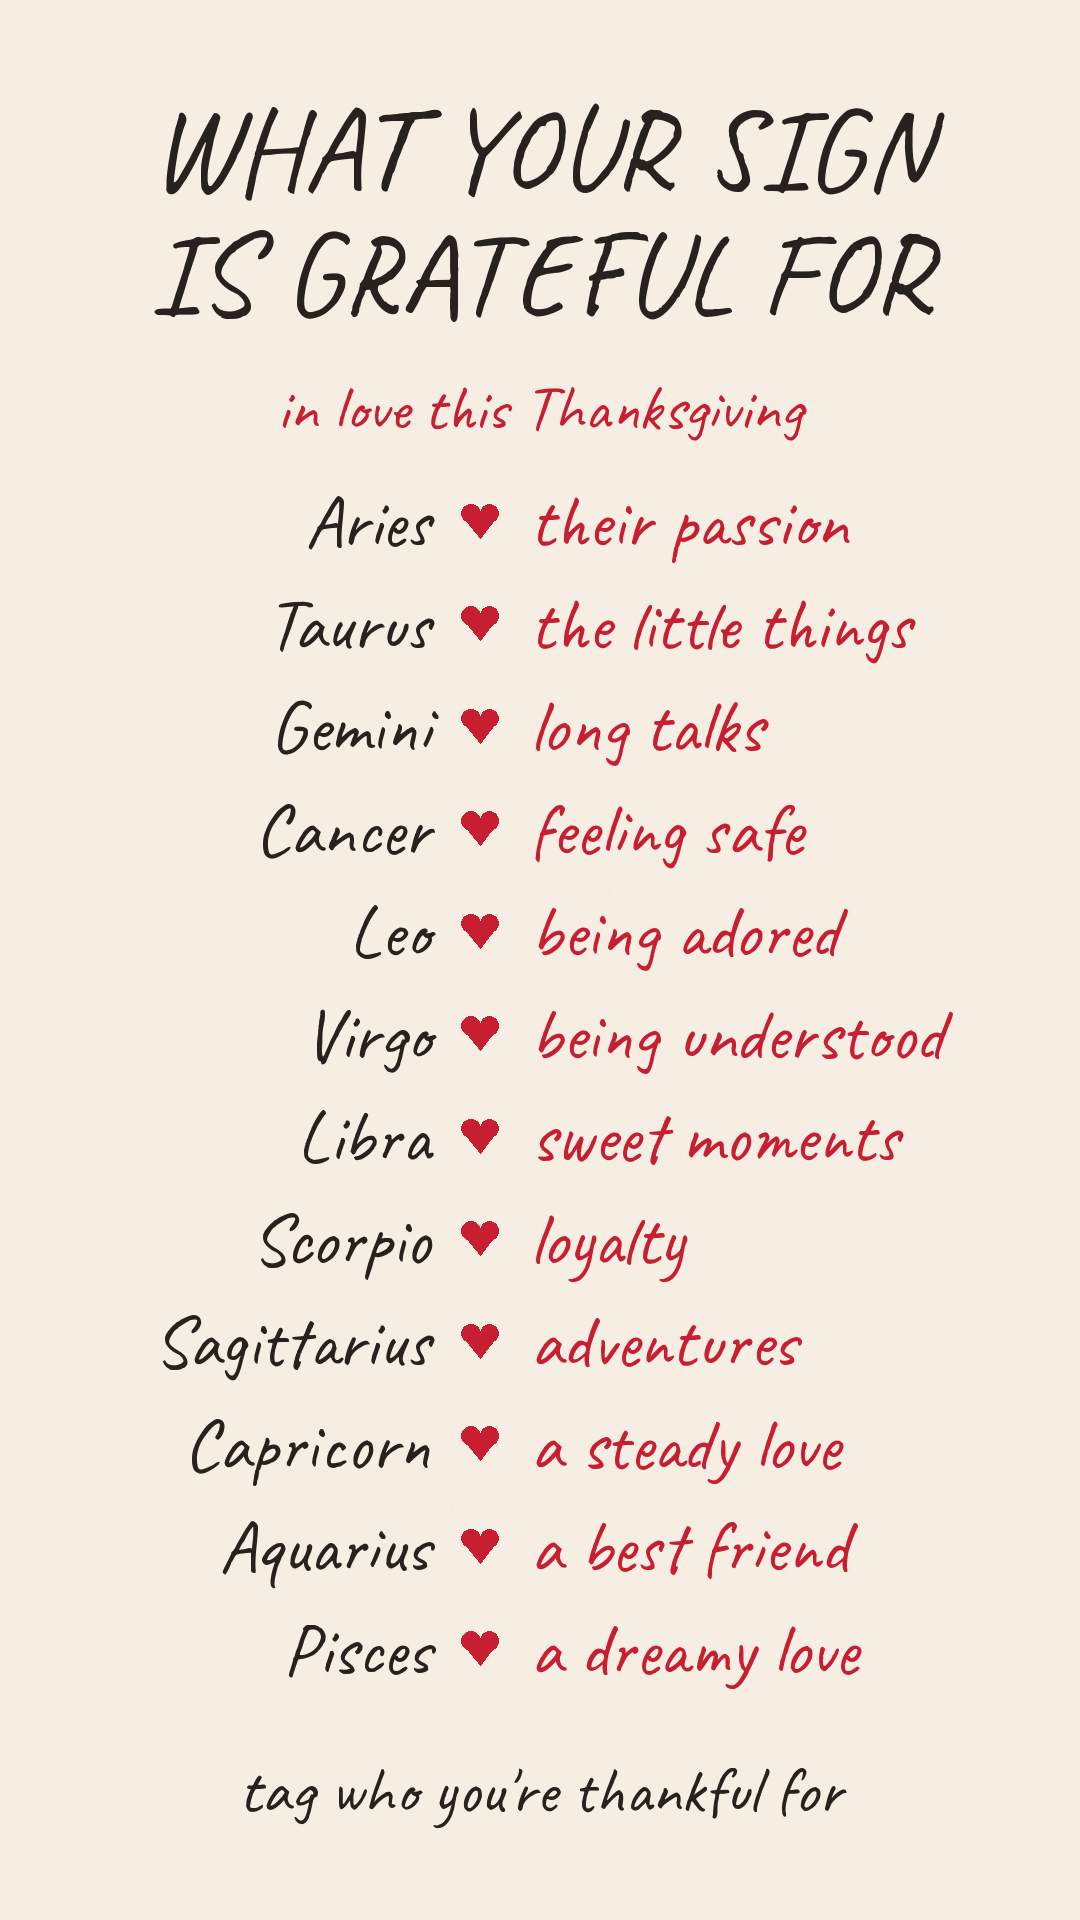 WHAT YOUR SIGN
IS GRATEFUL FOR
in love this Thanksgiving
Aries ♥ their passion
Taurus ♥ the little things
Gemini ♥ long talks
Cancer ♥ feeling safe
Leo ♥ being adored
Virgo ♥ being understood
Libra ♥ sweet moments
Scorpio ♥ loyalty
Sagittarius ♥ adventures
Capricorn ♥ a steady love
Aquarius ♥ a best friend
Pisces ♥ a dreamy love
tag who you're thankful for